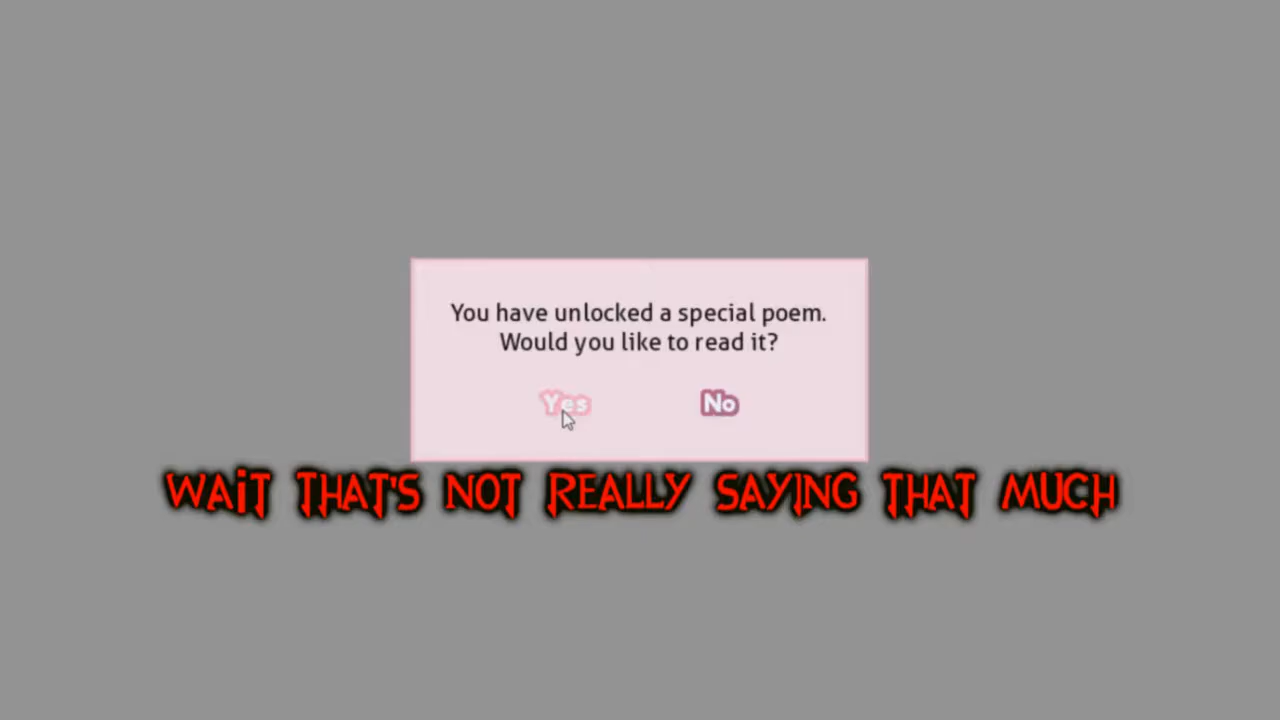 You have unlocked a special poem.
Would you like to read it?
Yes No
WAIT THAT'S NOT REALLY SAYING THAT MUCH